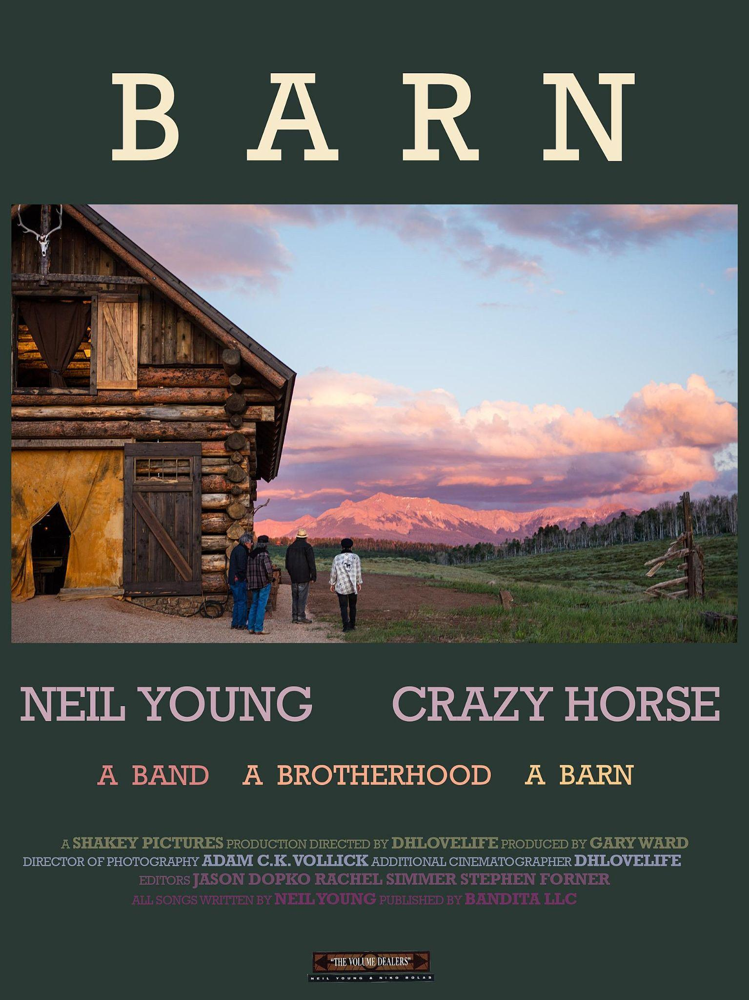 BARN
NEIL YOUNG CRAZY HORSE
A BAND A BROTHERHOOD A BARN
A SHAKEY PICTURES PRODUCTION DIRECTED BY DHLOVELIFE PRODUCED BY GARY WARD
DIRECTOR OF PHOTOGRAPHY ADAM C.K. VOLLICK ADDITIONAL CINEMATOGRAPHER DHLOVELIFE
EDITORS JASON DOPKO RACHEL SIMMER STEPHEN FORNER
ALL SONGS WRITTEN BY NEIL YOUNG PUBLISHED BY BANDITA LLC
"THE VOLUME DEALERS"
NEIL YOUNG & NIKO BOLAS